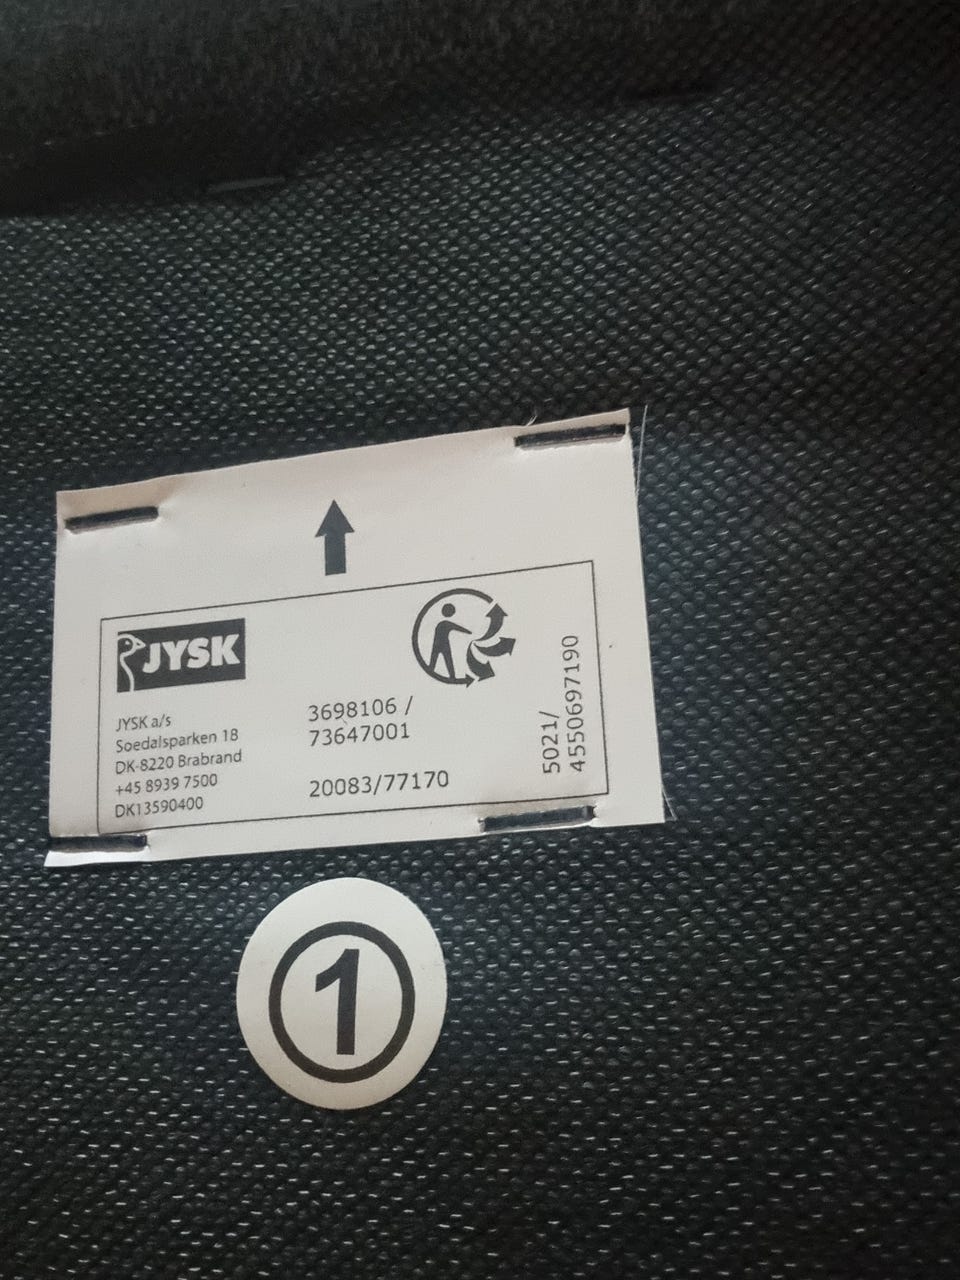 JYSK
JYSK a/s
Soedalsparken 18
DK-8220 Brabrand
+45 8939 7500
DK13590400
3698106 /
73647001
20083/77170
5021/
4550697190
1